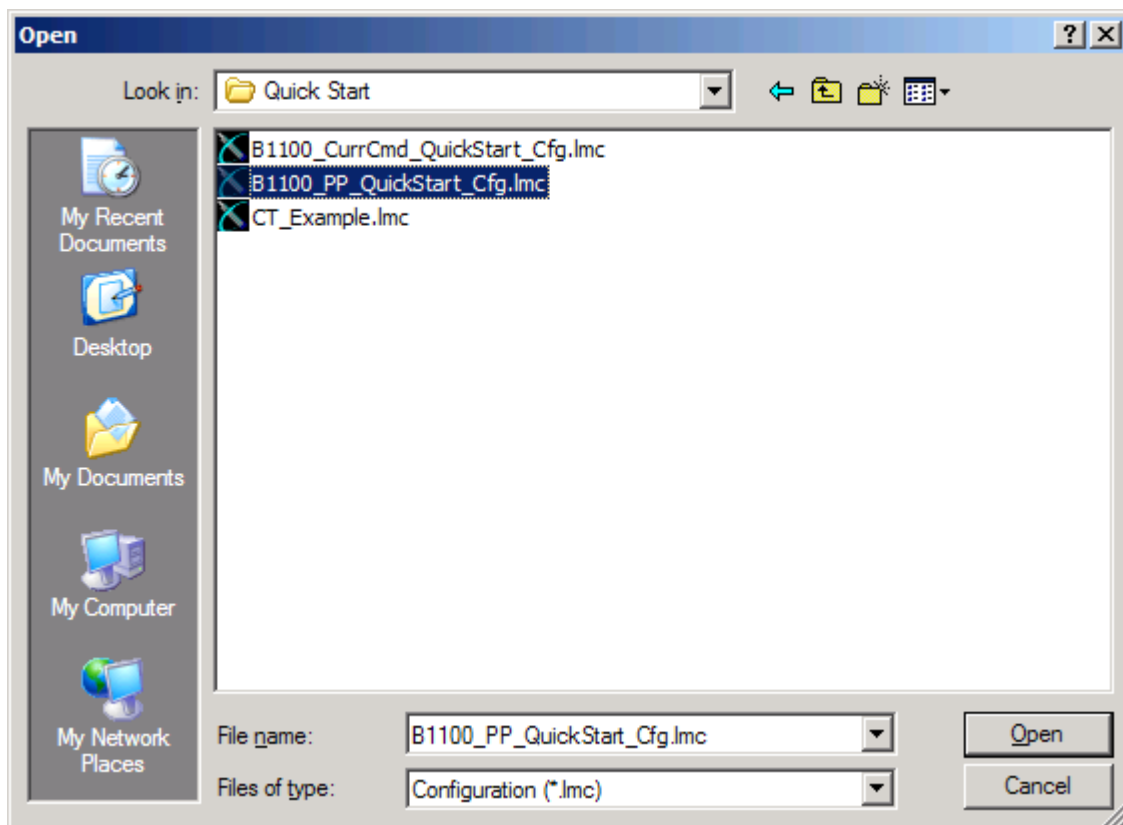 Open
Look in: Quick Start
B1100_CurrCmd_QuickStart_Cfg.lmc
B1100_PP_QuickStart_Cfg.lmc
CT_Example.lmc
My Recent
Documents
Desktop
My Documents
My Computer
My Network
Places
File name: B1100_PP_QuickStart_Cfg.lmc Open
Files of type: Configuration (*.lmc) Cancel